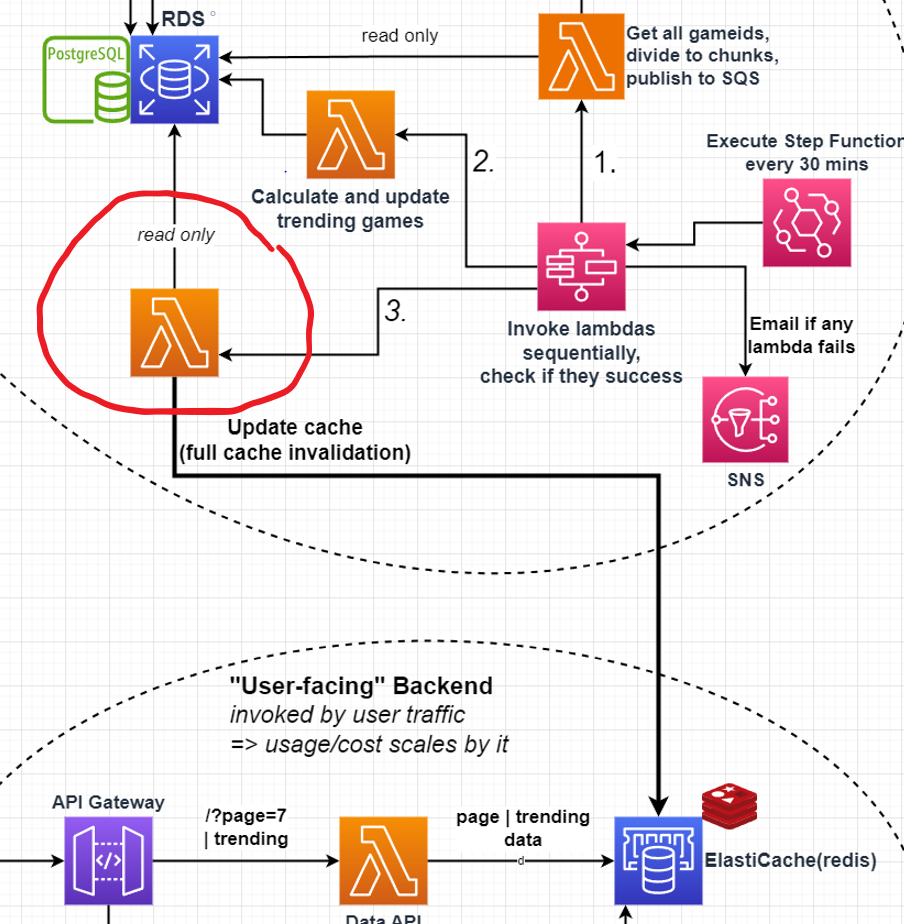 RDS
PostgreSQL
read only
Get all gameids,
divide to chunks,
publish to SQS
Execute Step Function
every 30 mins
2.
1.
Calculate and update
trending games
read only
3.
Invoke lambdas
sequentially,
check if they success
Email if any
lambda fails
Update cache
(full cache invalidation)
SNS
"User-facing" Backend
invoked by user traffic
=> usage/cost scales by it
API Gateway
/?page=7
| trending
page | trending
data
d
ElastiCache(redis)
Data API